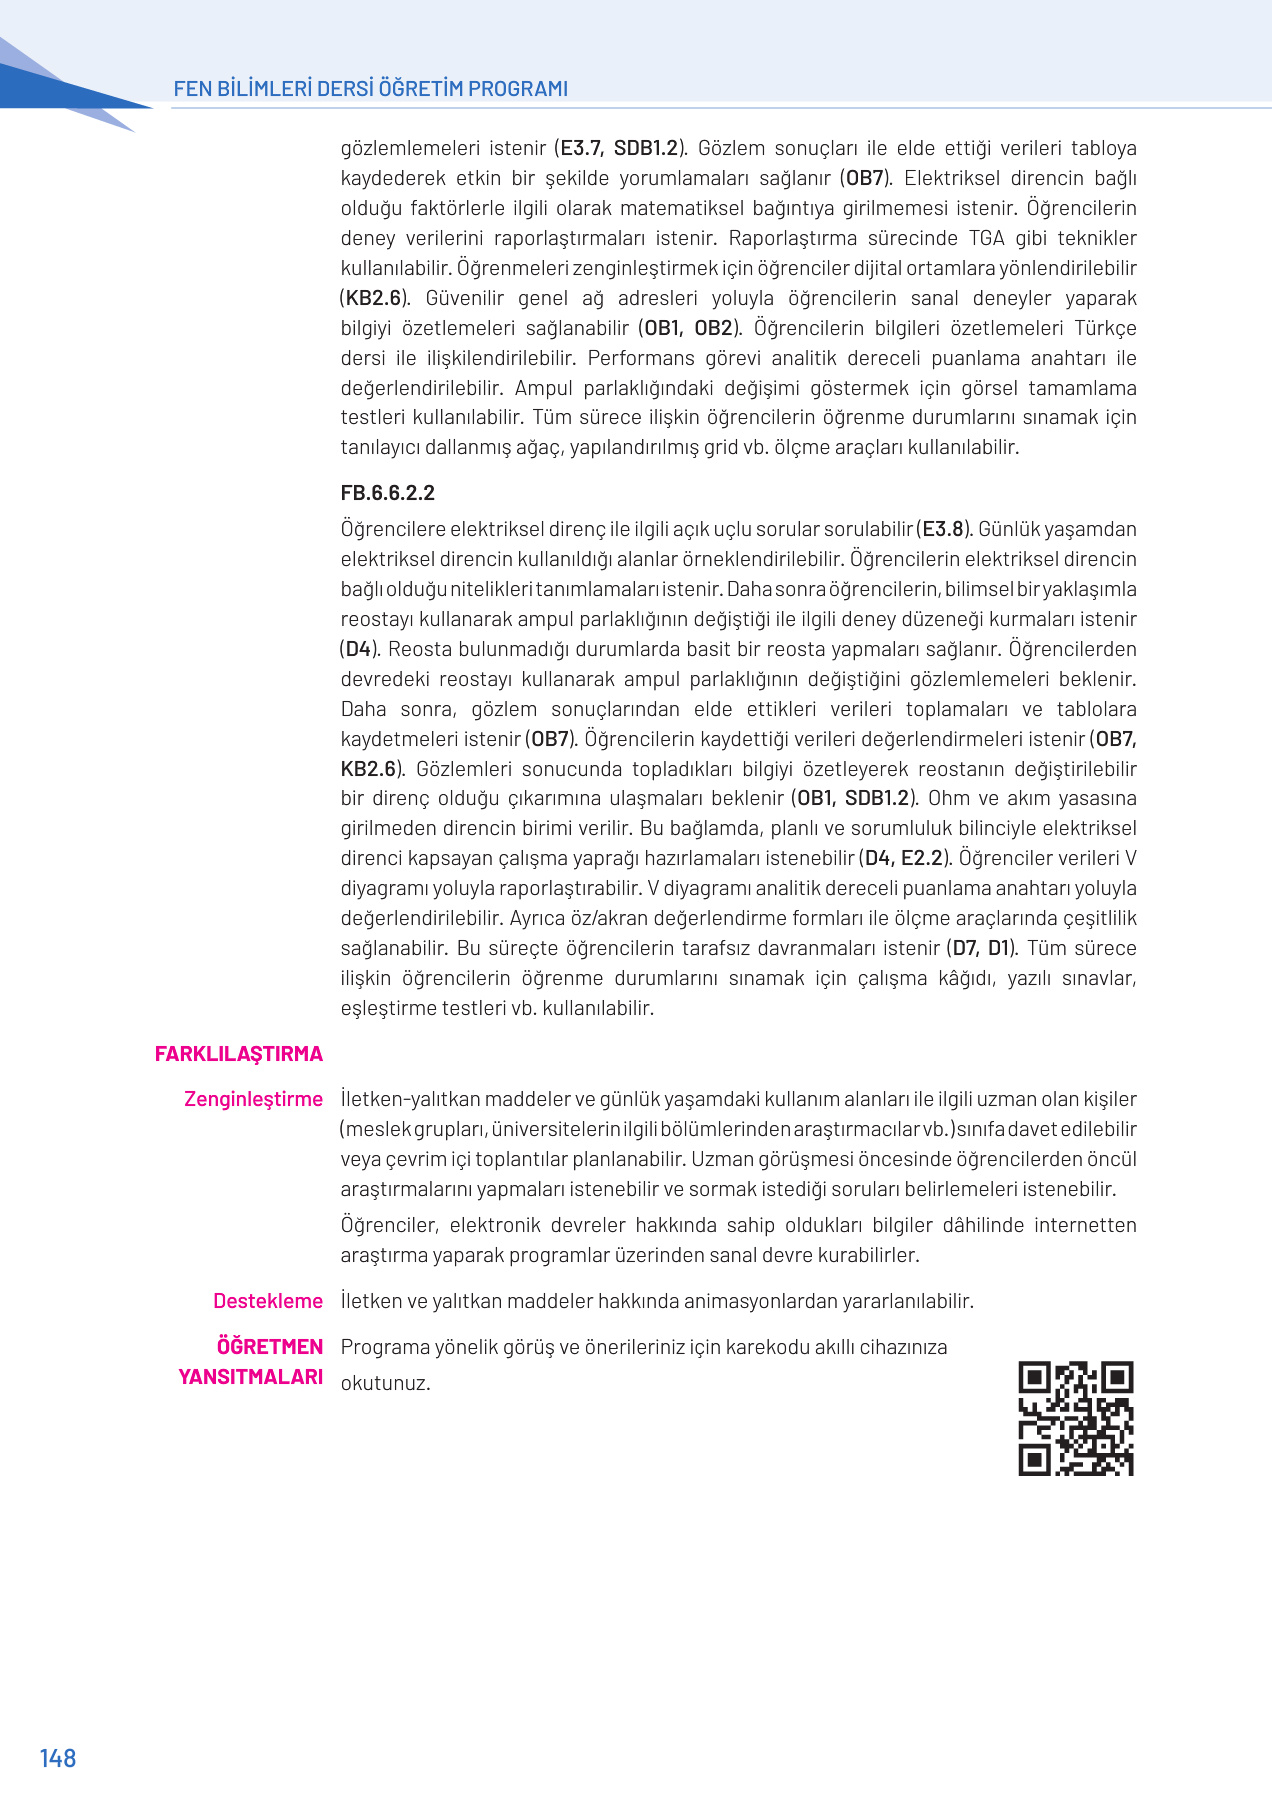 FEN BİLİMLERİ DERSİ ÖĞRETİM PROGRAMI
gözlemlemeleri istenir (E3.7, SDB1.2). Gözlem sonuçları ile elde ettiği verileri tabloya
kaydederek etkin bir şekilde yorumlamaları sağlanır (OB7). Elektriksel direncin bağlı
olduğu faktörlerle ilgili olarak matematiksel bağıntıya girilmemesi istenir. Öğrencilerin
deney verilerini raporlaştırmaları istenir. Raporlaştırma sürecinde TGA gibi teknikler
kullanılabilir. Öğrenmeleri zenginleştirmek için öğrenciler dijital ortamlara yönlendirilebilir
(KB2.6). Güvenilir genel ağ adresleri yoluyla öğrencilerin sanal deneyler yaparak
bilgiyi özetlemeleri sağlanabilir (OB1, OB2). Öğrencilerin bilgileri özetlemeleri Türkçe
dersi ile ilişkilendirilebilir. Performans görevi analitik dereceli puanlama anahtarı ile
değerlendirilebilir. Ampul parlaklığındaki değişimi göstermek için görsel tamamlama
testleri kullanılabilir. Tüm sürece ilişkin öğrencilerin öğrenme durumlarını sınamak için
tanılayıcı dallanmış ağaç, yapılandırılmış grid vb. ölçme araçları kullanılabilir.
FB.6.6.2.2
Öğrencilere elektriksel direnç ile ilgili açık uçlu sorular sorulabilir (E3.8). Günlük yaşamdan
elektriksel direncin kullanıldığı alanlar örneklendirilebilir. Öğrencilerin elektriksel direncin
bağlı olduğu nitelikleri tanımlamaları istenir. Daha sonra öğrencilerin, bilimsel bir yaklaşımla
reostayı kullanarak ampul parlaklığının değiştiği ile ilgili deney düzeneği kurmaları istenir
(D4). Reosta bulunmadığı durumlarda basit bir reosta yapmaları sağlanır. Öğrencilerden
devredeki reostayı kullanarak ampul parlaklığının değiştiğini gözlemlemeleri beklenir.
Daha sonra, gözlem sonuçlarından elde ettikleri verileri toplamaları ve tablolara
kaydetmeleri istenir (OB7). Öğrencilerin kaydettiği verileri değerlendirmeleri istenir (OB7,
KB2.6). Gözlemleri sonucunda topladıkları bilgiyi özetleyerek reostanın değiştirilebilir
bir direnç olduğu çıkarımına ulaşmaları beklenir (OB1, SDB1.2). Ohm ve akım yasasına
girilmeden direncin birimi verilir. Bu bağlamda, planlı ve sorumluluk bilinciyle elektriksel
direnci kapsayan çalışma yaprağı hazırlamaları istenebilir (D4, E2.2). Öğrenciler verileri V
diyagramı yoluyla raporlaştırabilir. V diyagramı analitik dereceli puanlama anahtarı yoluyla
değerlendirilebilir. Ayrıca öz/akran değerlendirme formları ile ölçme araçlarında çeşitlilik
sağlanabilir. Bu süreçte öğrencilerin tarafsız davranmaları istenir (D7, D1). Tüm sürece
ilişkin öğrencilerin öğrenme durumlarını sınamak için çalışma kâğıdı, yazılı sınavlar,
eşleştirme testleri vb. kullanılabilir.
FARKLILAŞTIRMA
Zenginleştirme İletken-yalıtkan maddeler ve günlük yaşamdaki kullanım alanları ile ilgili uzman olan kişiler
(meslek grupları, üniversitelerin ilgili bölümlerinden araştırmacılar vb.) sınıfa davet edilebilir
veya çevrim içi toplantılar planlanabilir. Uzman görüşmesi öncesinde öğrencilerden öncül
araştırmalarını yapmaları istenebilir ve sormak istediği soruları belirlemeleri istenebilir.
Öğrenciler, elektronik devreler hakkında sahip oldukları bilgiler dâhilinde internetten
araştırma yaparak programlar üzerinden sanal devre kurabilirler.
Destekleme İletken ve yalıtkan maddeler hakkında animasyonlardan yararlanılabilir.
ÖĞRETMEN Programa yönelik görüş ve önerileriniz için karekodu akıllı cihazınıza
YANSITMALARI okutunuz.
148